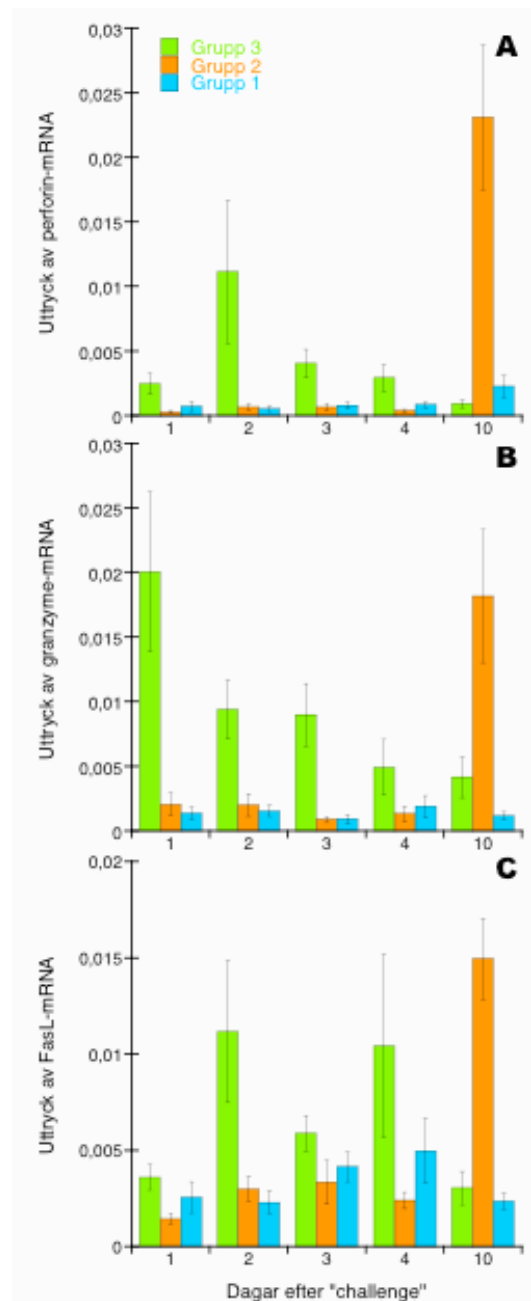 A
Grupp 3
Grupp 2
Grupp 1
Uttryck av perforin-mRNA
0,03
0,025
0,02
0,015
0,01
0,005
0
1 2 3 4 10
B
Uttryck av granzyme-mRNA
0,03
0,025
0,02
0,015
0,01
0,005
0
1 2 3 4 10
C
Uttryck av FasL-mRNA
0,02
0,015
0,01
0,005
0
1 2 3 4 10
Dagar efter "challenge"